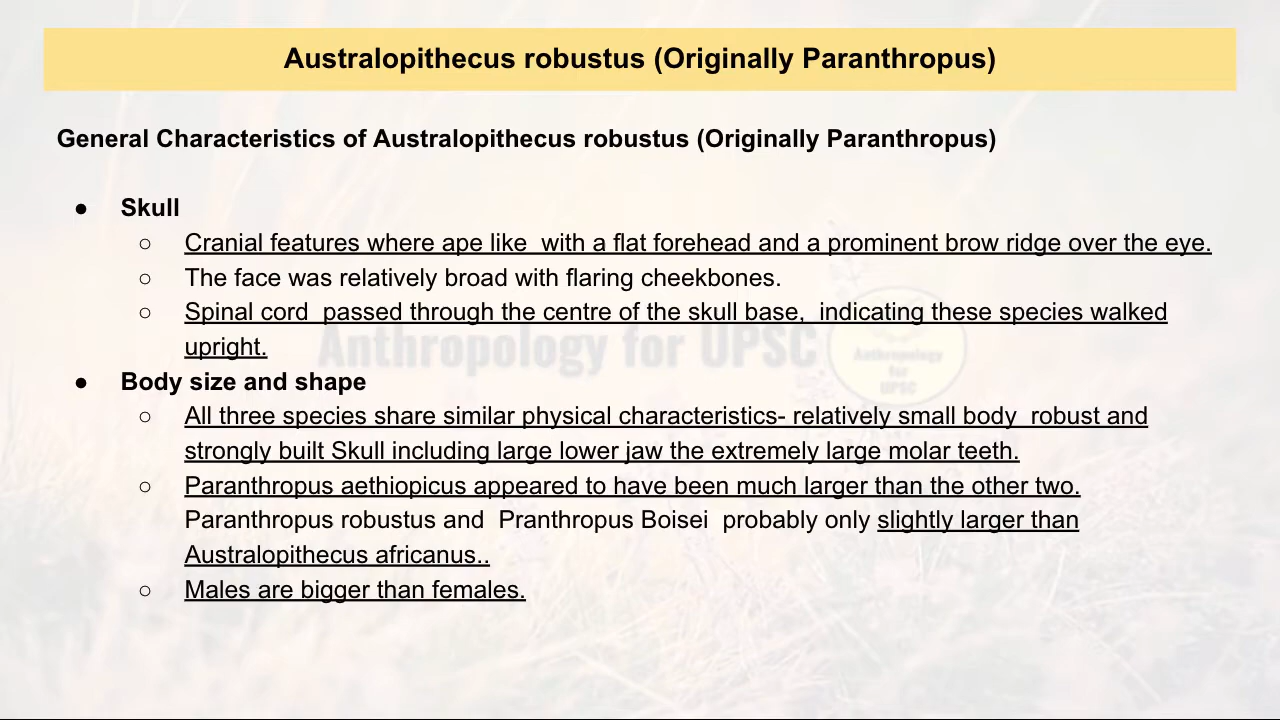 Australopithecus robustus (Originally Paranthropus)
General Characteristics of Australopithecus robustus (Originally Paranthropus)
● Skull
○ Cranial features where ape like  with a flat forehead and a prominent brow ridge over the eye.
○ The face was relatively broad with flaring cheekbones.
○ Spinal cord  passed through the centre of the skull base,  indicating these species walked
upright.
Anthropology for UPSC
Anthropology
for
UPSC
● Body size and shape
○ All three species share similar physical characteristics- relatively small body  robust and
strongly built Skull including large lower jaw the extremely large molar teeth.
○ Paranthropus aethiopicus appeared to have been much larger than the other two.
Paranthropus robustus and  Pranthropus Boisei  probably only slightly larger than
Australopithecus africanus..
○ Males are bigger than females.